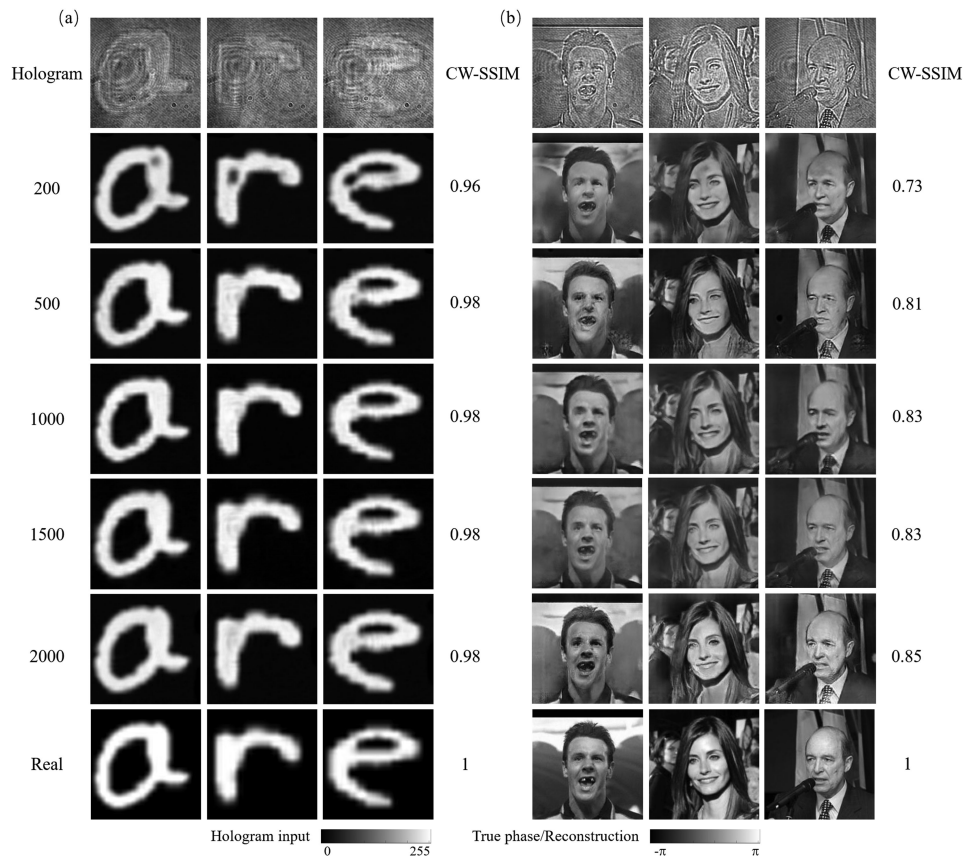 (a) (b)
Hologram CW-SSIM CW-SSIM
200 a r e 0.96 0.73
500 a r e 0.98 0.81
1000 a r e 0.98 0.83
1500 a r e 0.98 0.83
2000 a r e 0.98 0.85
Real a r e 1 1
Hologram input True phase/Reconstruction
0 255 -π π